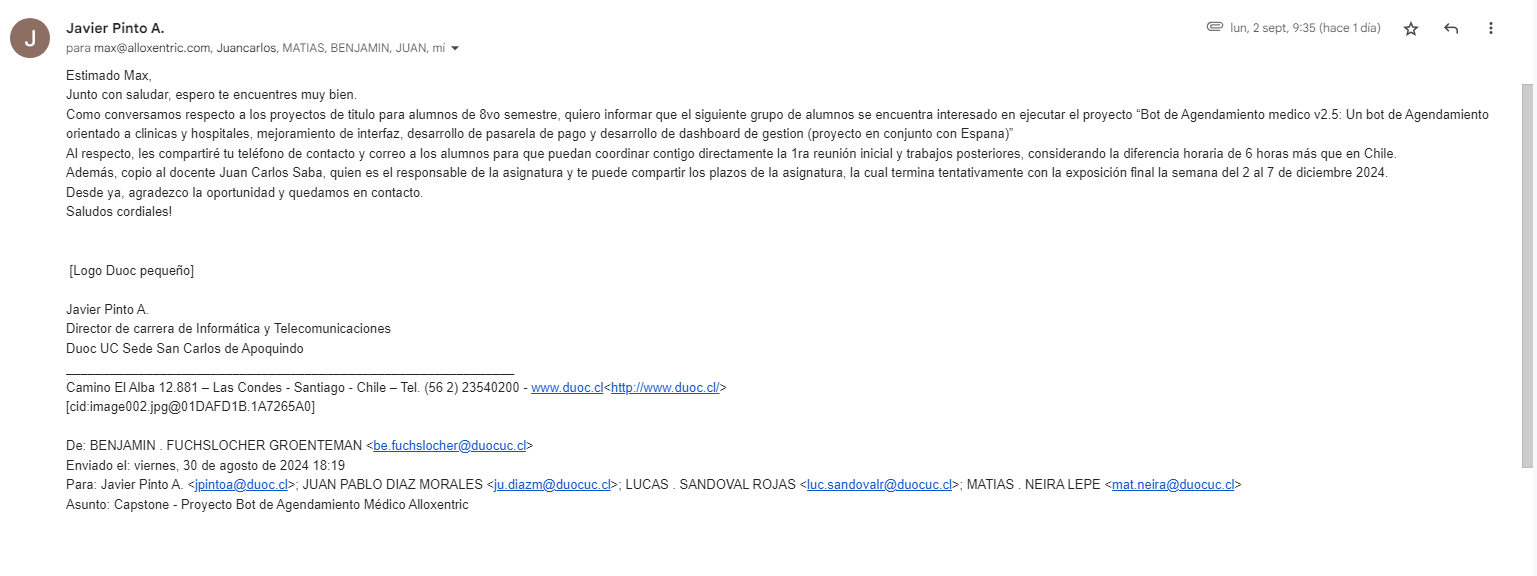 Javier Pinto A.
lun, 2 sept, 9:35 (hace 1 día)
J
para max@alloxentric.com, Juancarlos, MATIAS, BENJAMIN, JUAN, mí
Estimado Max,
Junto con saludar, espero te encuentres muy bien.
Como conversamos respecto a los proyectos de titulo para alumnos de 8vo semestre, quiero informar que el siguiente grupo de alumnos se encuentra interesado en ejecutar el proyecto “Bot de Agendamiento medico v2.5: Un bot de Agendamiento
orientado a clinicas y hospitales, mejoramiento de interfaz, desarrollo de pasarela de pago y desarrollo de dashboard de gestion (proyecto en conjunto con Espana)”
Al respecto, les compartiré tu teléfono de contacto y correo a los alumnos para que puedan coordinar contigo directamente la 1ra reunión inicial y trabajos posteriores, considerando la diferencia horaria de 6 horas más que en Chile.
Además, copio al docente Juan Carlos Saba, quien es el responsable de la asignatura y te puede compartir los plazos de la asignatura, la cual termina tentativamente con la exposición final la semana del 2 al 7 de diciembre 2024.
Desde ya, agradezco la oportunidad y quedamos en contacto.
Saludos cordiales!
[Logo Duoc pequeño]
Javier Pinto A.
Director de carrera de Informática y Telecomunicaciones
Duoc UC Sede San Carlos de Apoquindo
______________________________________________________________
Camino El Alba 12.881 – Las Condes - Santiago - Chile – Tel. (56 2) 23540200 - www.duoc.cl<http://www.duoc.cl/>
[cid:image002.jpg@01DAFD1B.1A7265A0]
De: BENJAMIN . FUCHSLOCHER GROENTEMAN <be.fuchslocher@duocuc.cl>
Enviado el: viernes, 30 de agosto de 2024 18:19
Para: Javier Pinto A. <jpintoa@duoc.cl>; JUAN PABLO DIAZ MORALES <ju.diazm@duocuc.cl>; LUCAS . SANDOVAL ROJAS <luc.sandovalr@duocuc.cl>; MATIAS . NEIRA LEPE <mat.neira@duocuc.cl>
Asunto: Capstone - Proyecto Bot de Agendamiento Médico Alloxentric